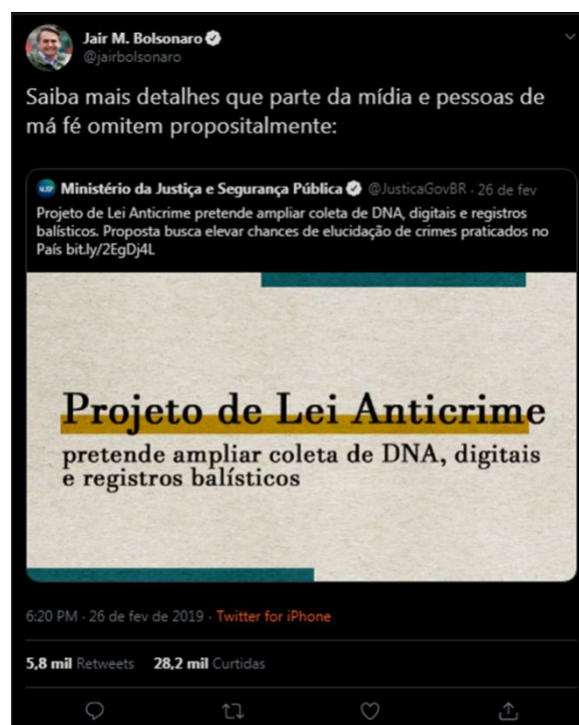 Jair M. Bolsonaro
@jairbolsonaro
Saiba mais detalhes que parte da mídia e pessoas de
má fé omitem propositalmente:
Ministério da Justiça e Segurança Pública @JusticaGovBR · 26 de fev
Projeto de Lei Anticrime pretende ampliar coleta de DNA, digitais e registros
balísticos. Proposta busca elevar chances de elucidação de crimes praticados no
País bit.ly/2EgDj4L
Projeto de Lei Anticrime
pretende ampliar coleta de DNA, digitais
e registros balísticos
6:20 PM · 26 de fev de 2019 · Twitter for iPhone
5,8 mil Retweets 28,2 mil Curtidas